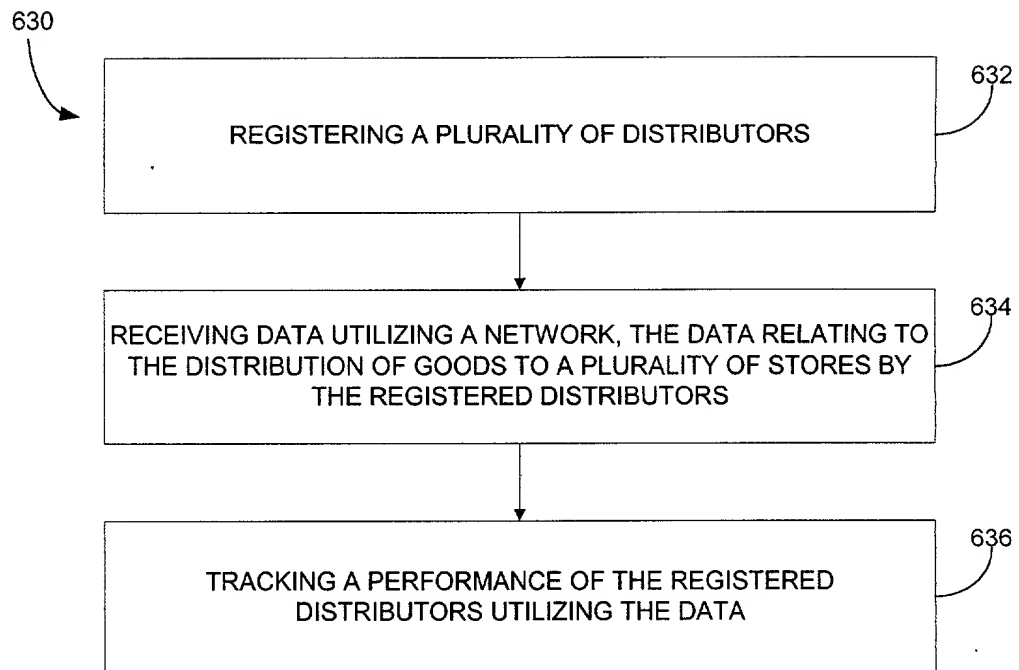 630
632
REGISTERING A PLURALITY OF DISTRIBUTORS
634
RECEIVING DATA UTILIZING A NETWORK, THE DATA RELATING TO
THE DISTRIBUTION OF GOODS TO A PLURALITY OF STORES BY
THE REGISTERED DISTRIBUTORS
636
TRACKING A PERFORMANCE OF THE REGISTERED
DISTRIBUTORS UTILIZING THE DATA